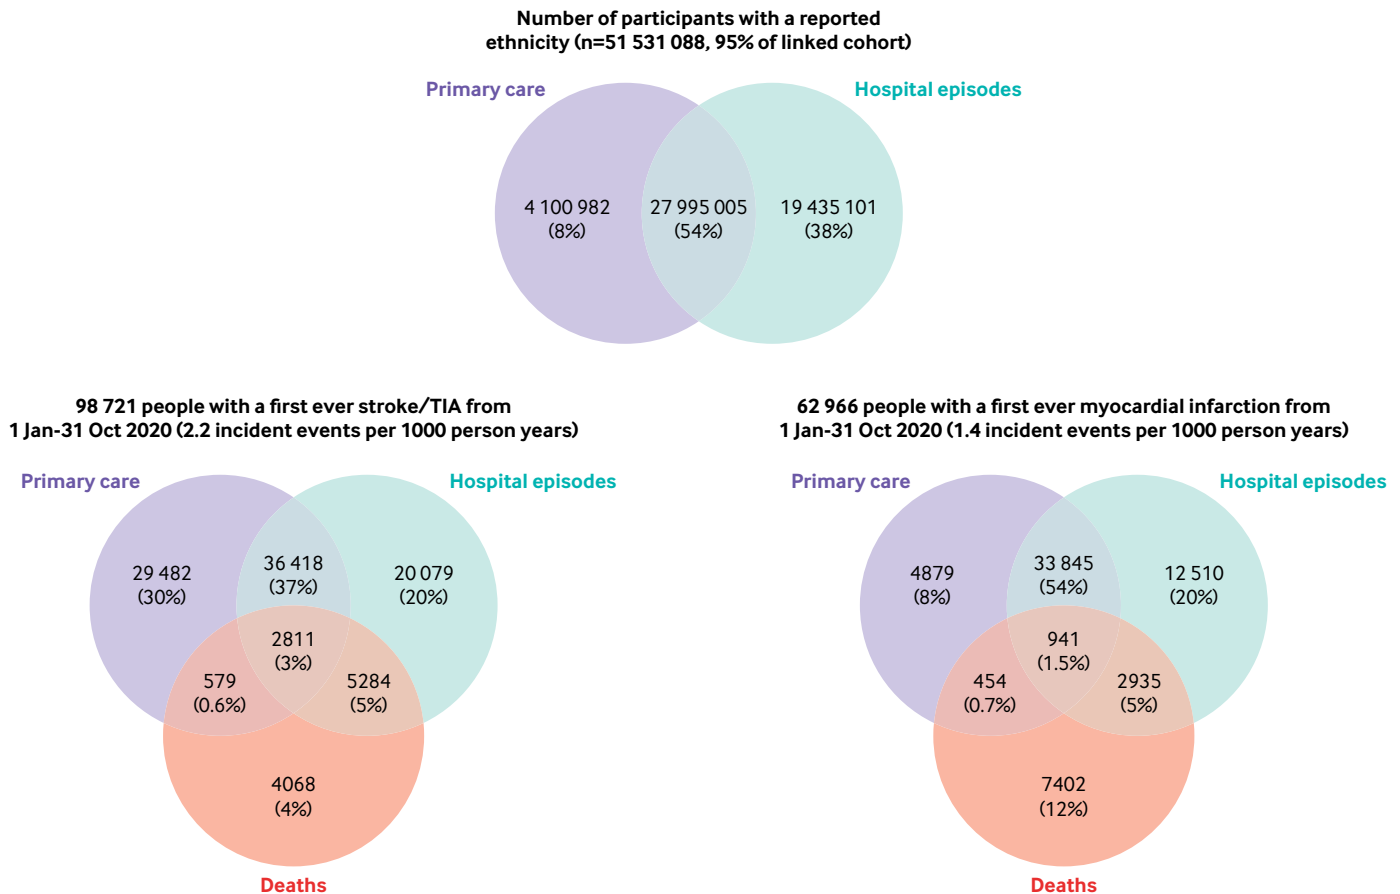 Number of participants with a reported
ethnicity (n=51 531 088, 95% of linked cohort)
Primary care
Hospital episodes
4 100 982
(8%)
27 995 005
(54%)
19 435 101
(38%)
98 721 people with a first ever stroke/TIA from
1 Jan-31 Oct 2020 (2.2 incident events per 1000 person years)
Primary care
Hospital episodes
29 482
(30%)
36 418
(37%)
20 079
(20%)
2811
(3%)
579
(0.6%)
5284
(5%)
4068
(4%)
Deaths
62 966 people with a first ever myocardial infarction from
1 Jan-31 Oct 2020 (1.4 incident events per 1000 person years)
Primary care
Hospital episodes
4879
(8%)
33 845
(54%)
12 510
(20%)
941
(1.5%)
454
(0.7%)
2935
(5%)
7402
(12%)
Deaths